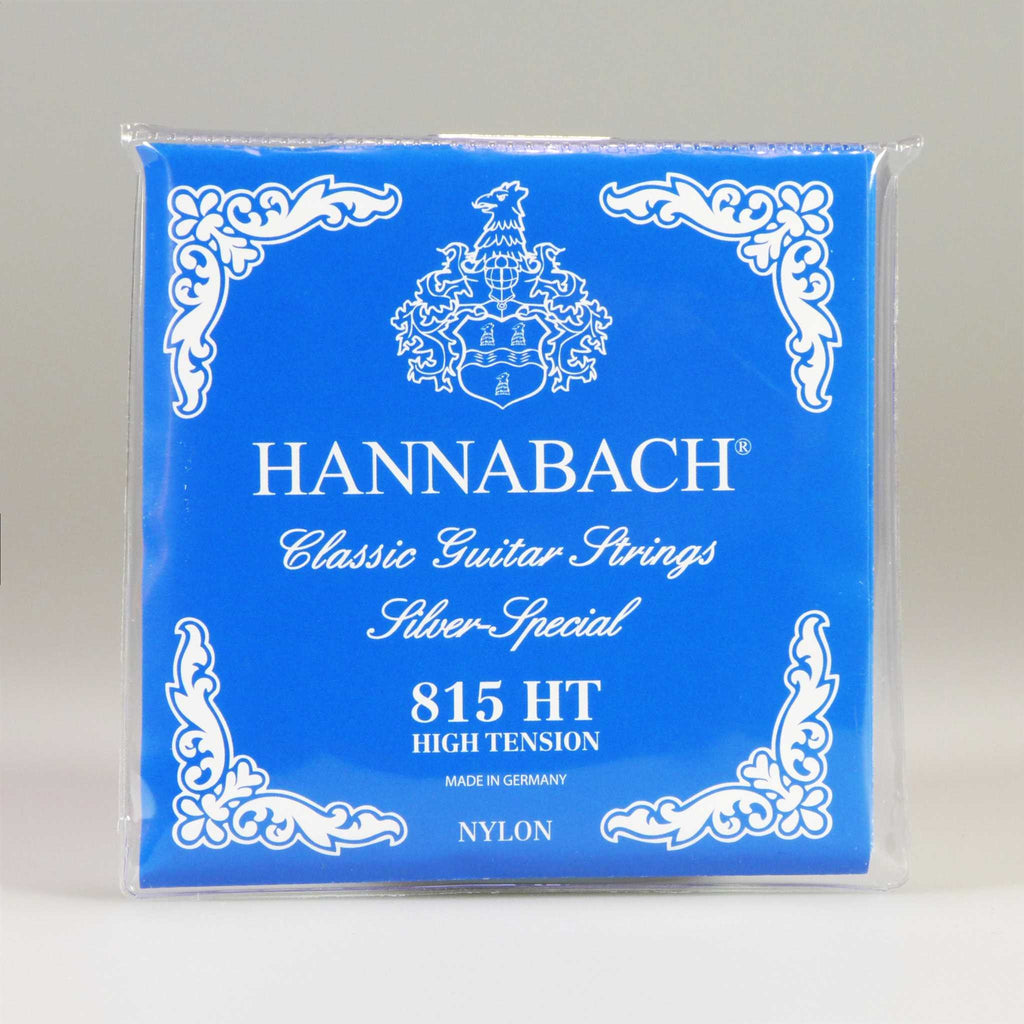 HANNABACH®
Classic Guitar Strings
Silver-Special
815 HT
HIGH TENSION
MADE IN GERMANY
NYLON